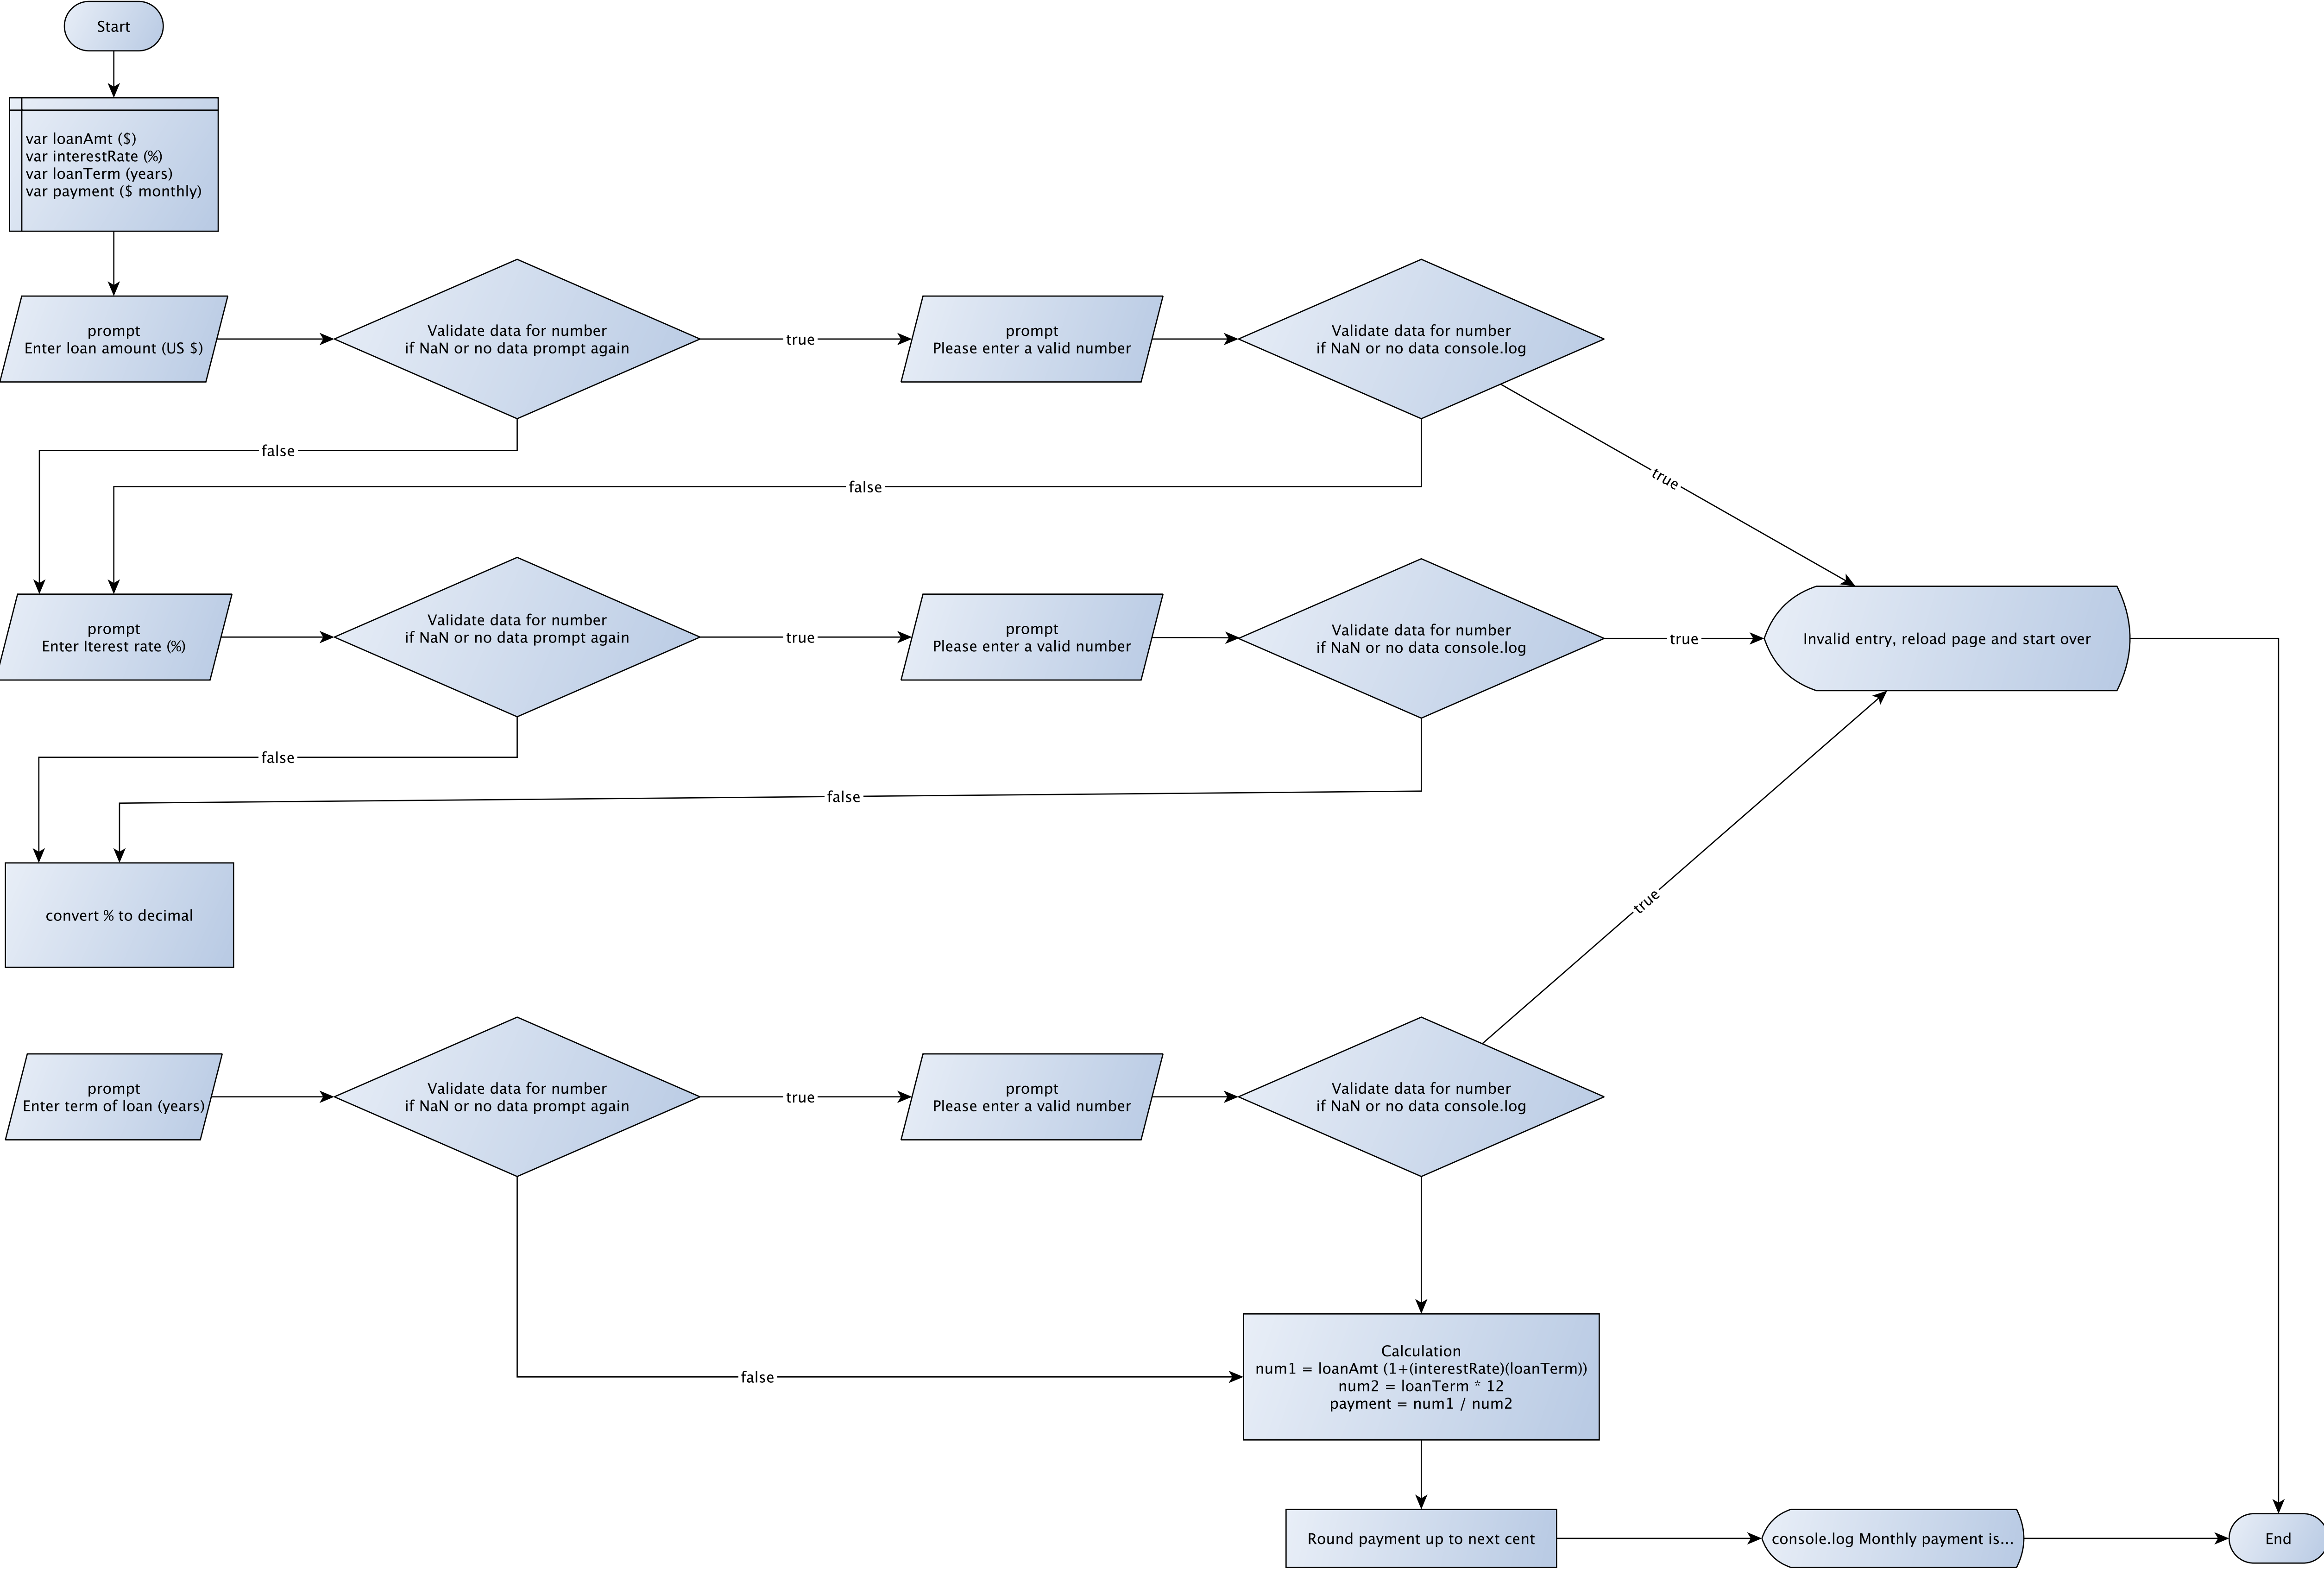 Start
var loanAmt ($)
var interestRate (%)
var loanTerm (years)
var payment ($ monthly)
prompt
Enter loan amount (US $)
Validate data for number
if NaN or no data prompt again
true
prompt
Please enter a valid number
Validate data for number
if NaN or no data console.log
false
false
true
prompt
Enter Iterest rate (%)
Validate data for number
if NaN or no data prompt again
true
prompt
Please enter a valid number
Validate data for number
if NaN or no data console.log
true
Invalid entry, reload page and start over
false
false
convert % to decimal
true
prompt
Enter term of loan (years)
Validate data for number
if NaN or no data prompt again
true
prompt
Please enter a valid number
Validate data for number
if NaN or no data console.log
false
Calculation
num1 = loanAmt (1+(interestRate)(loanTerm))
num2 = loanTerm * 12
payment = num1 / num2
Round payment up to next cent
console.log Monthly payment is...
End